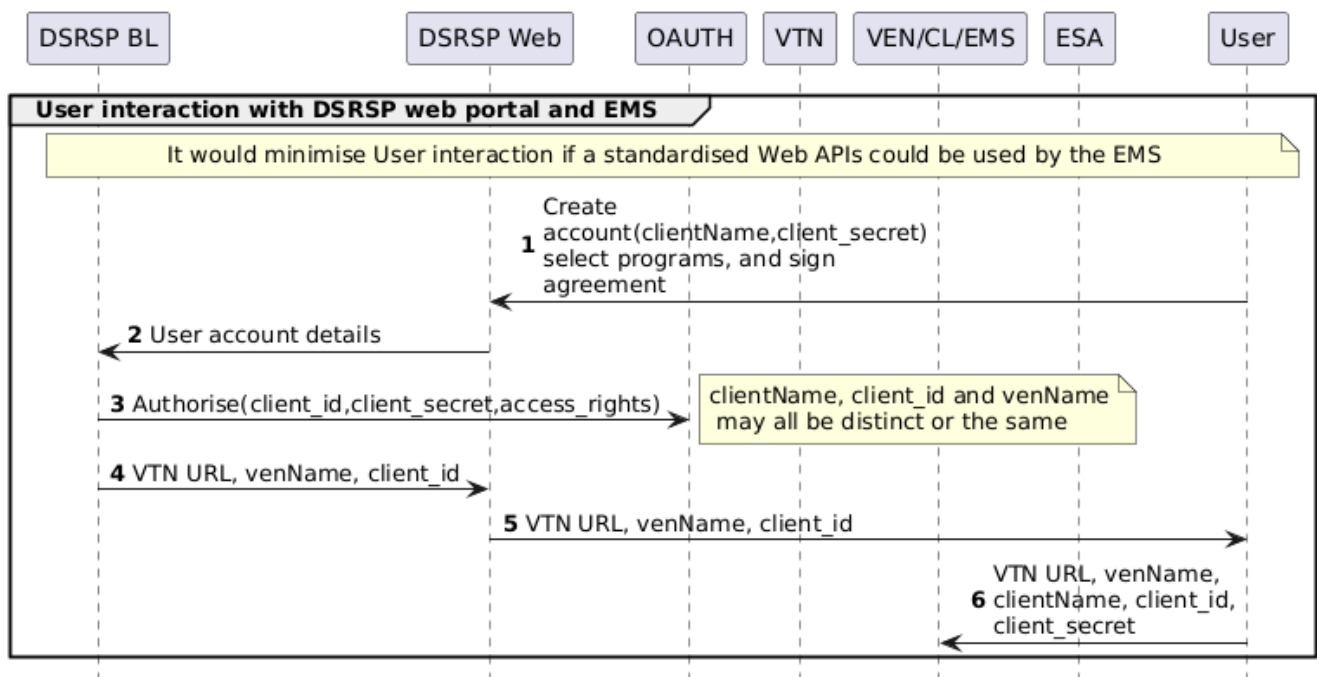 DSRSP BL
DSRSP Web
OAUTH
VTN
VEN/CL/EMS
ESA
User
User interaction with DSRSP web portal and EMS
It would minimise User interaction if a standardised Web APIs could be used by the EMS
Create
account(clientName,client_secret)
1
select programs, and sign
agreement
2 User account details
3 Authorise(client_id,client_secret,access_rights)
clientName, client_id and venName
may all be distinct or the same
4 VTN URL, venName, client_id
5 VTN URL, venName, client_id
VTN URL, venName,
6 clientName, client_id,
client_secret